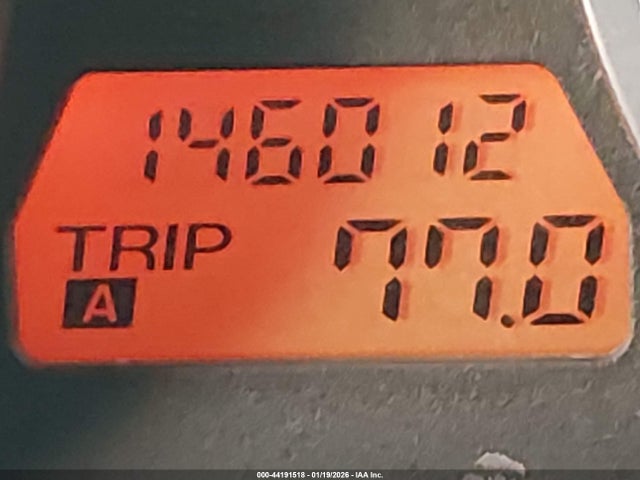 146012
TRIP 77.0
A
000-44191518 - 01/19/2026 - IAA Inc.